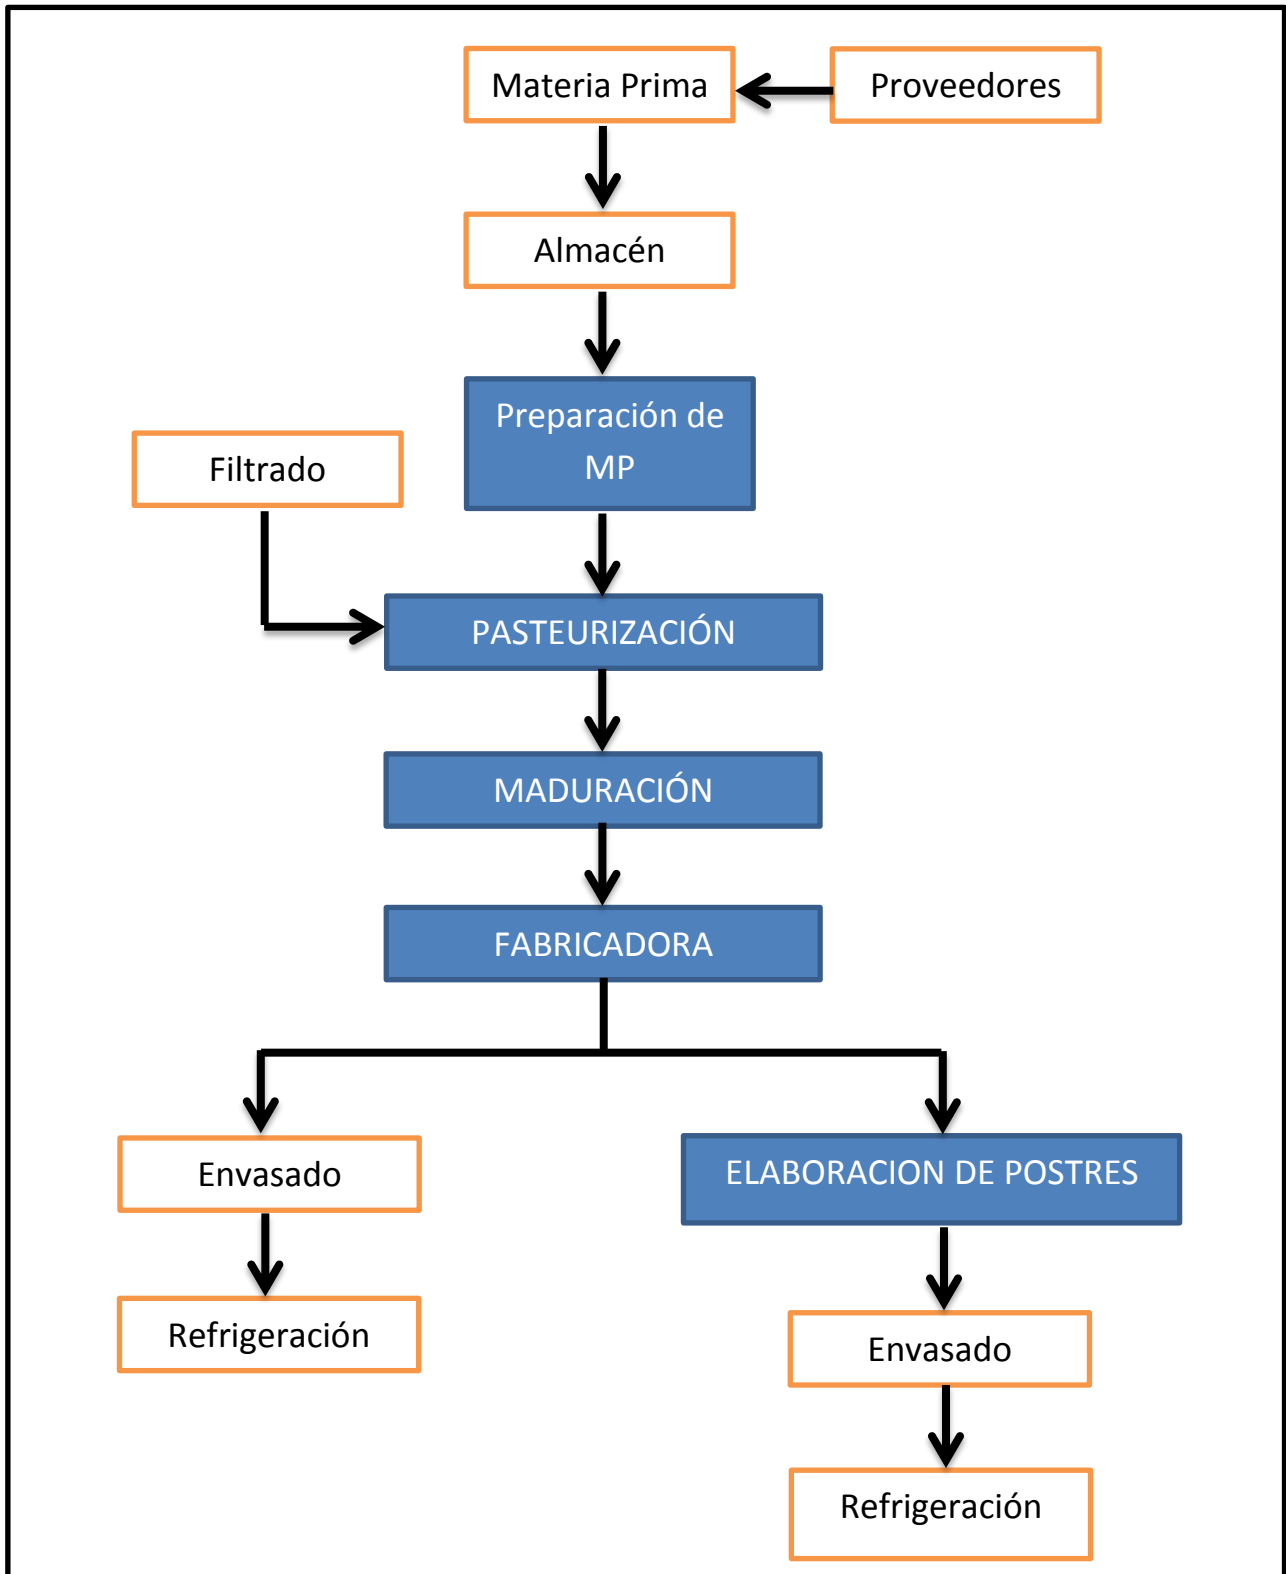 Materia Prima
Proveedores
Almacén
Preparación de
MP
Filtrado
PASTEURIZACIÓN
MADURACIÓN
FABRICADORA
Envasado
ELABORACION DE POSTRES
Refrigeración
Envasado
Refrigeración